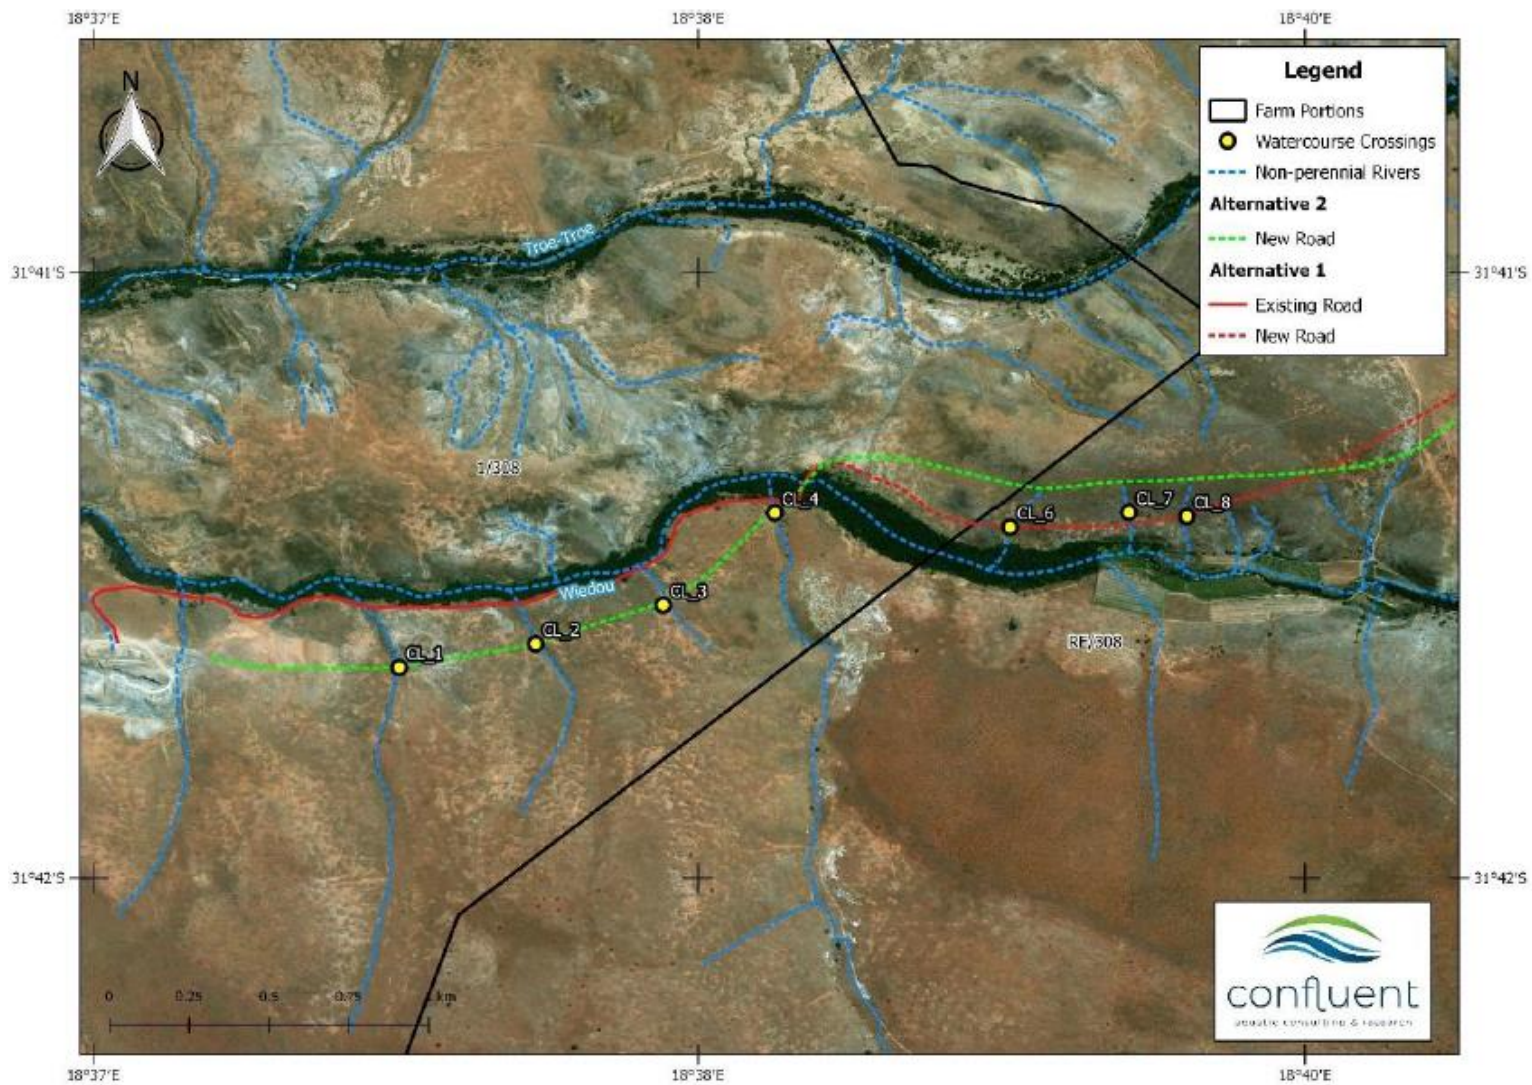 18°37'E
18°38'E
18°40'E
N
Legend
Farm Portions
Watercourse Crossings
Non-perennial Rivers
Alternative 2
New Road
Alternative 1
Existing Road
New Road
Troe-Troe
31°41'S
31°41'S
1/308
CL_4
CL_6
CL_7
CL_8
Wiedou
CL_3
CL_2
CL_1
RE/308
31°42'S
31°42'S
0 0.25 0.5 0.75 1 km
confluent
aquatic consulting & research
18°37'E
18°38'E
18°40'E